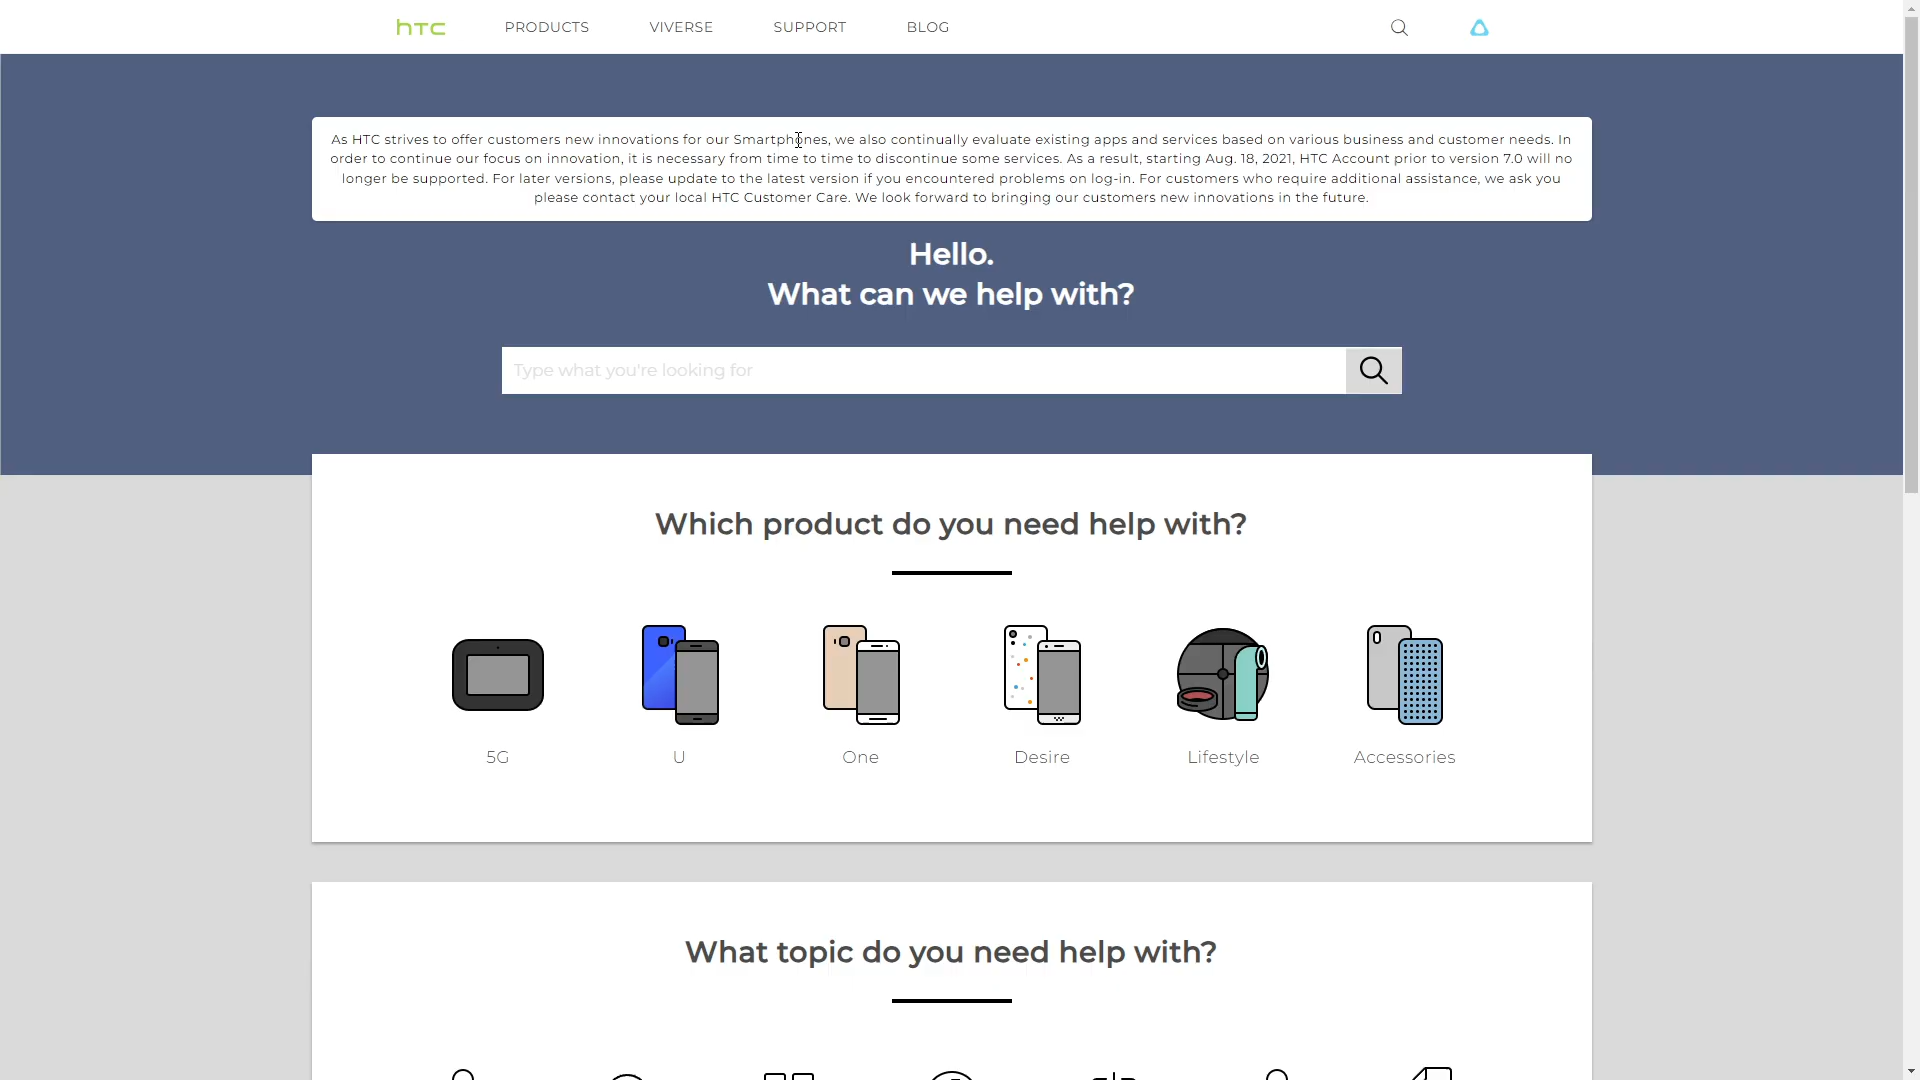 htc PRODUCTS VIVERSE SUPPORT BLOG
As HTC strives to offer customers new innovations for our Smartphones, we also continually evaluate existing apps and services based on various business and customer needs. In
order to continue our focus on innovation, it is necessary from time to time to discontinue some services. As a result, starting Aug. 18, 2021, HTC Account prior to version 7.0 will no
longer be supported. For later versions, please update to the latest version if you encountered problems on log-in. For customers who require additional assistance, we ask you
please contact your local HTC Customer Care. We look forward to bringing our customers new innovations in the future.
Hello.
What can we help with?
Type what you're looking for
Which product do you need help with?
5G U One Desire Lifestyle Accessories
What topic do you need help with?